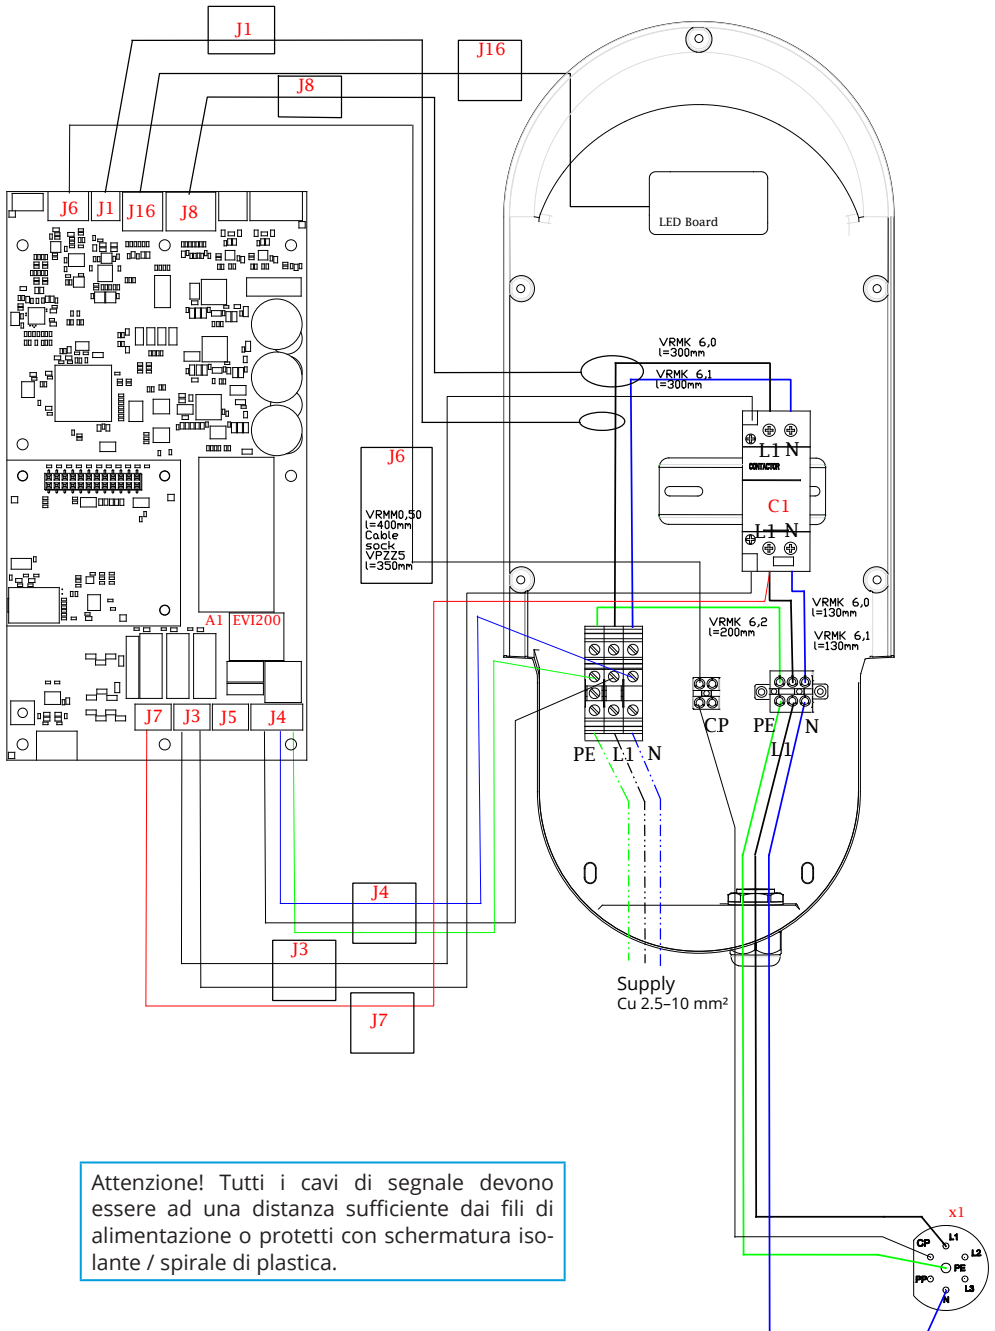 J1
J16
J8
J6
J1
J16
J8
LED Board
VRMK 6,0
l=300mm
VRMK 6,1
l=300mm
L1 N
CONTACTOR
C1
L1 N
J6
VRMM0,50
l=400mm
Cable
sock
VPZZ5
l=350mm
A1 EVI200
VRMK 6,2
l=200mm
VRMK 6,0
l=130mm
VRMK 6,1
l=130mm
J7
J3
J5
J4
PE L1 N
CP
PE
L1
N
J4
J3
J7
Supply
Cu 2.5–10 mm²
Attenzione! Tutti i cavi di segnale devono
essere ad una distanza sufficiente dai fili di
alimentazione o protetti con schermatura iso-
lante / spirale di plastica.
x1
L1
CP
L2
PE
PP
L3
N